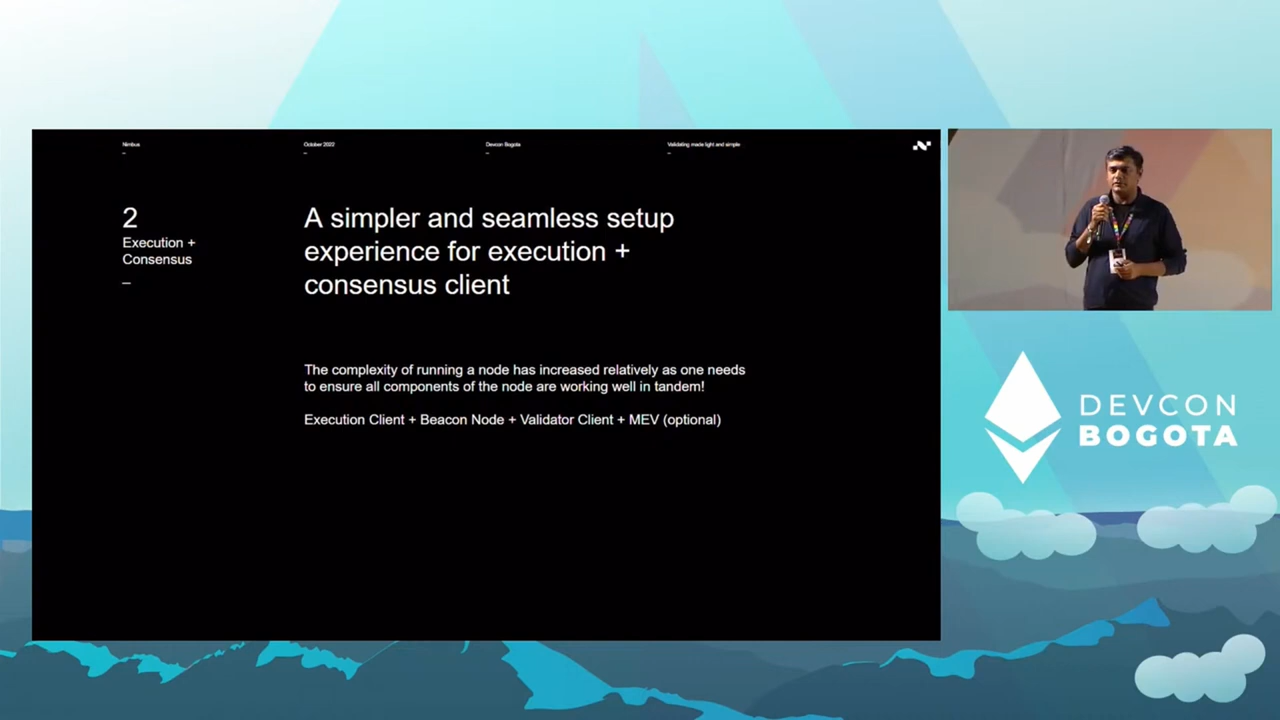 Nimbus
October 2022
Devcon Bogota
Validating made light and simple
2
Execution +
Consensus
A simpler and seamless setup
experience for execution +
consensus client
The complexity of running a node has increased relatively as one needs
to ensure all components of the node are working well in tandem!
Execution Client + Beacon Node + Validator Client + MEV (optional)
DEVCON
BOGOTA